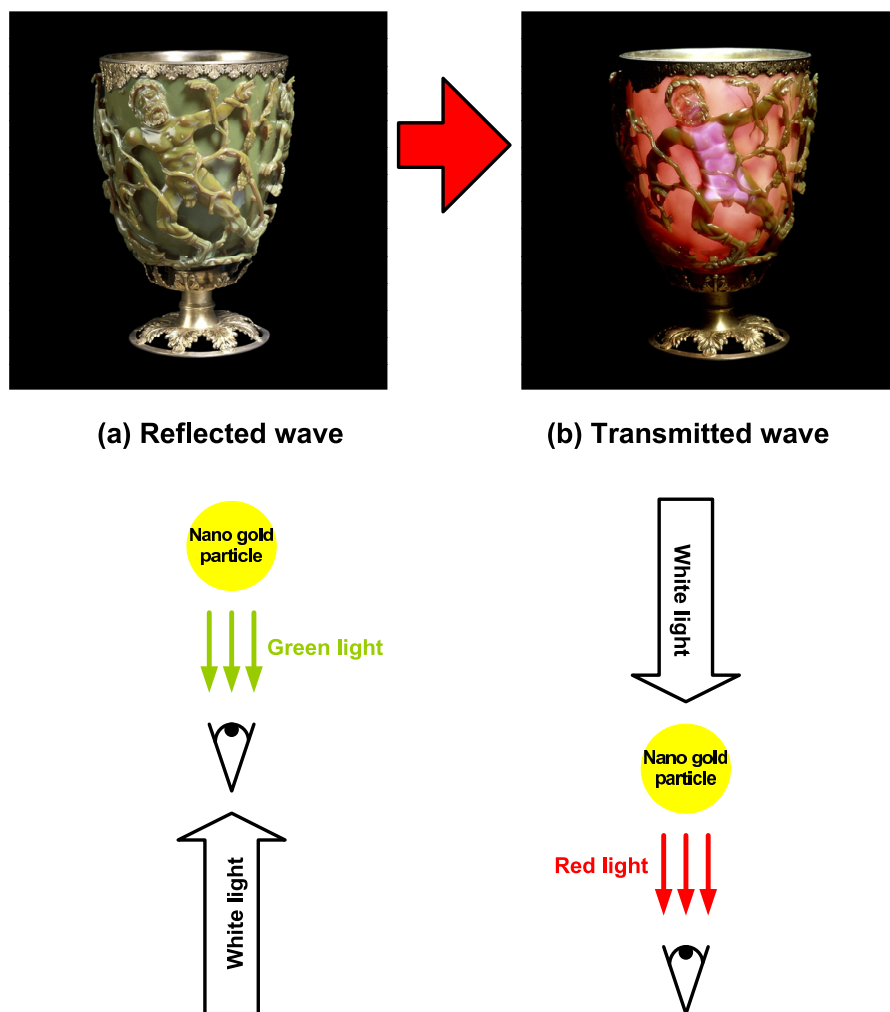 (a) Reflected wave
(b) Transmitted wave
Nano gold
particle
Green light
White light
White light
Nano gold
particle
Red light